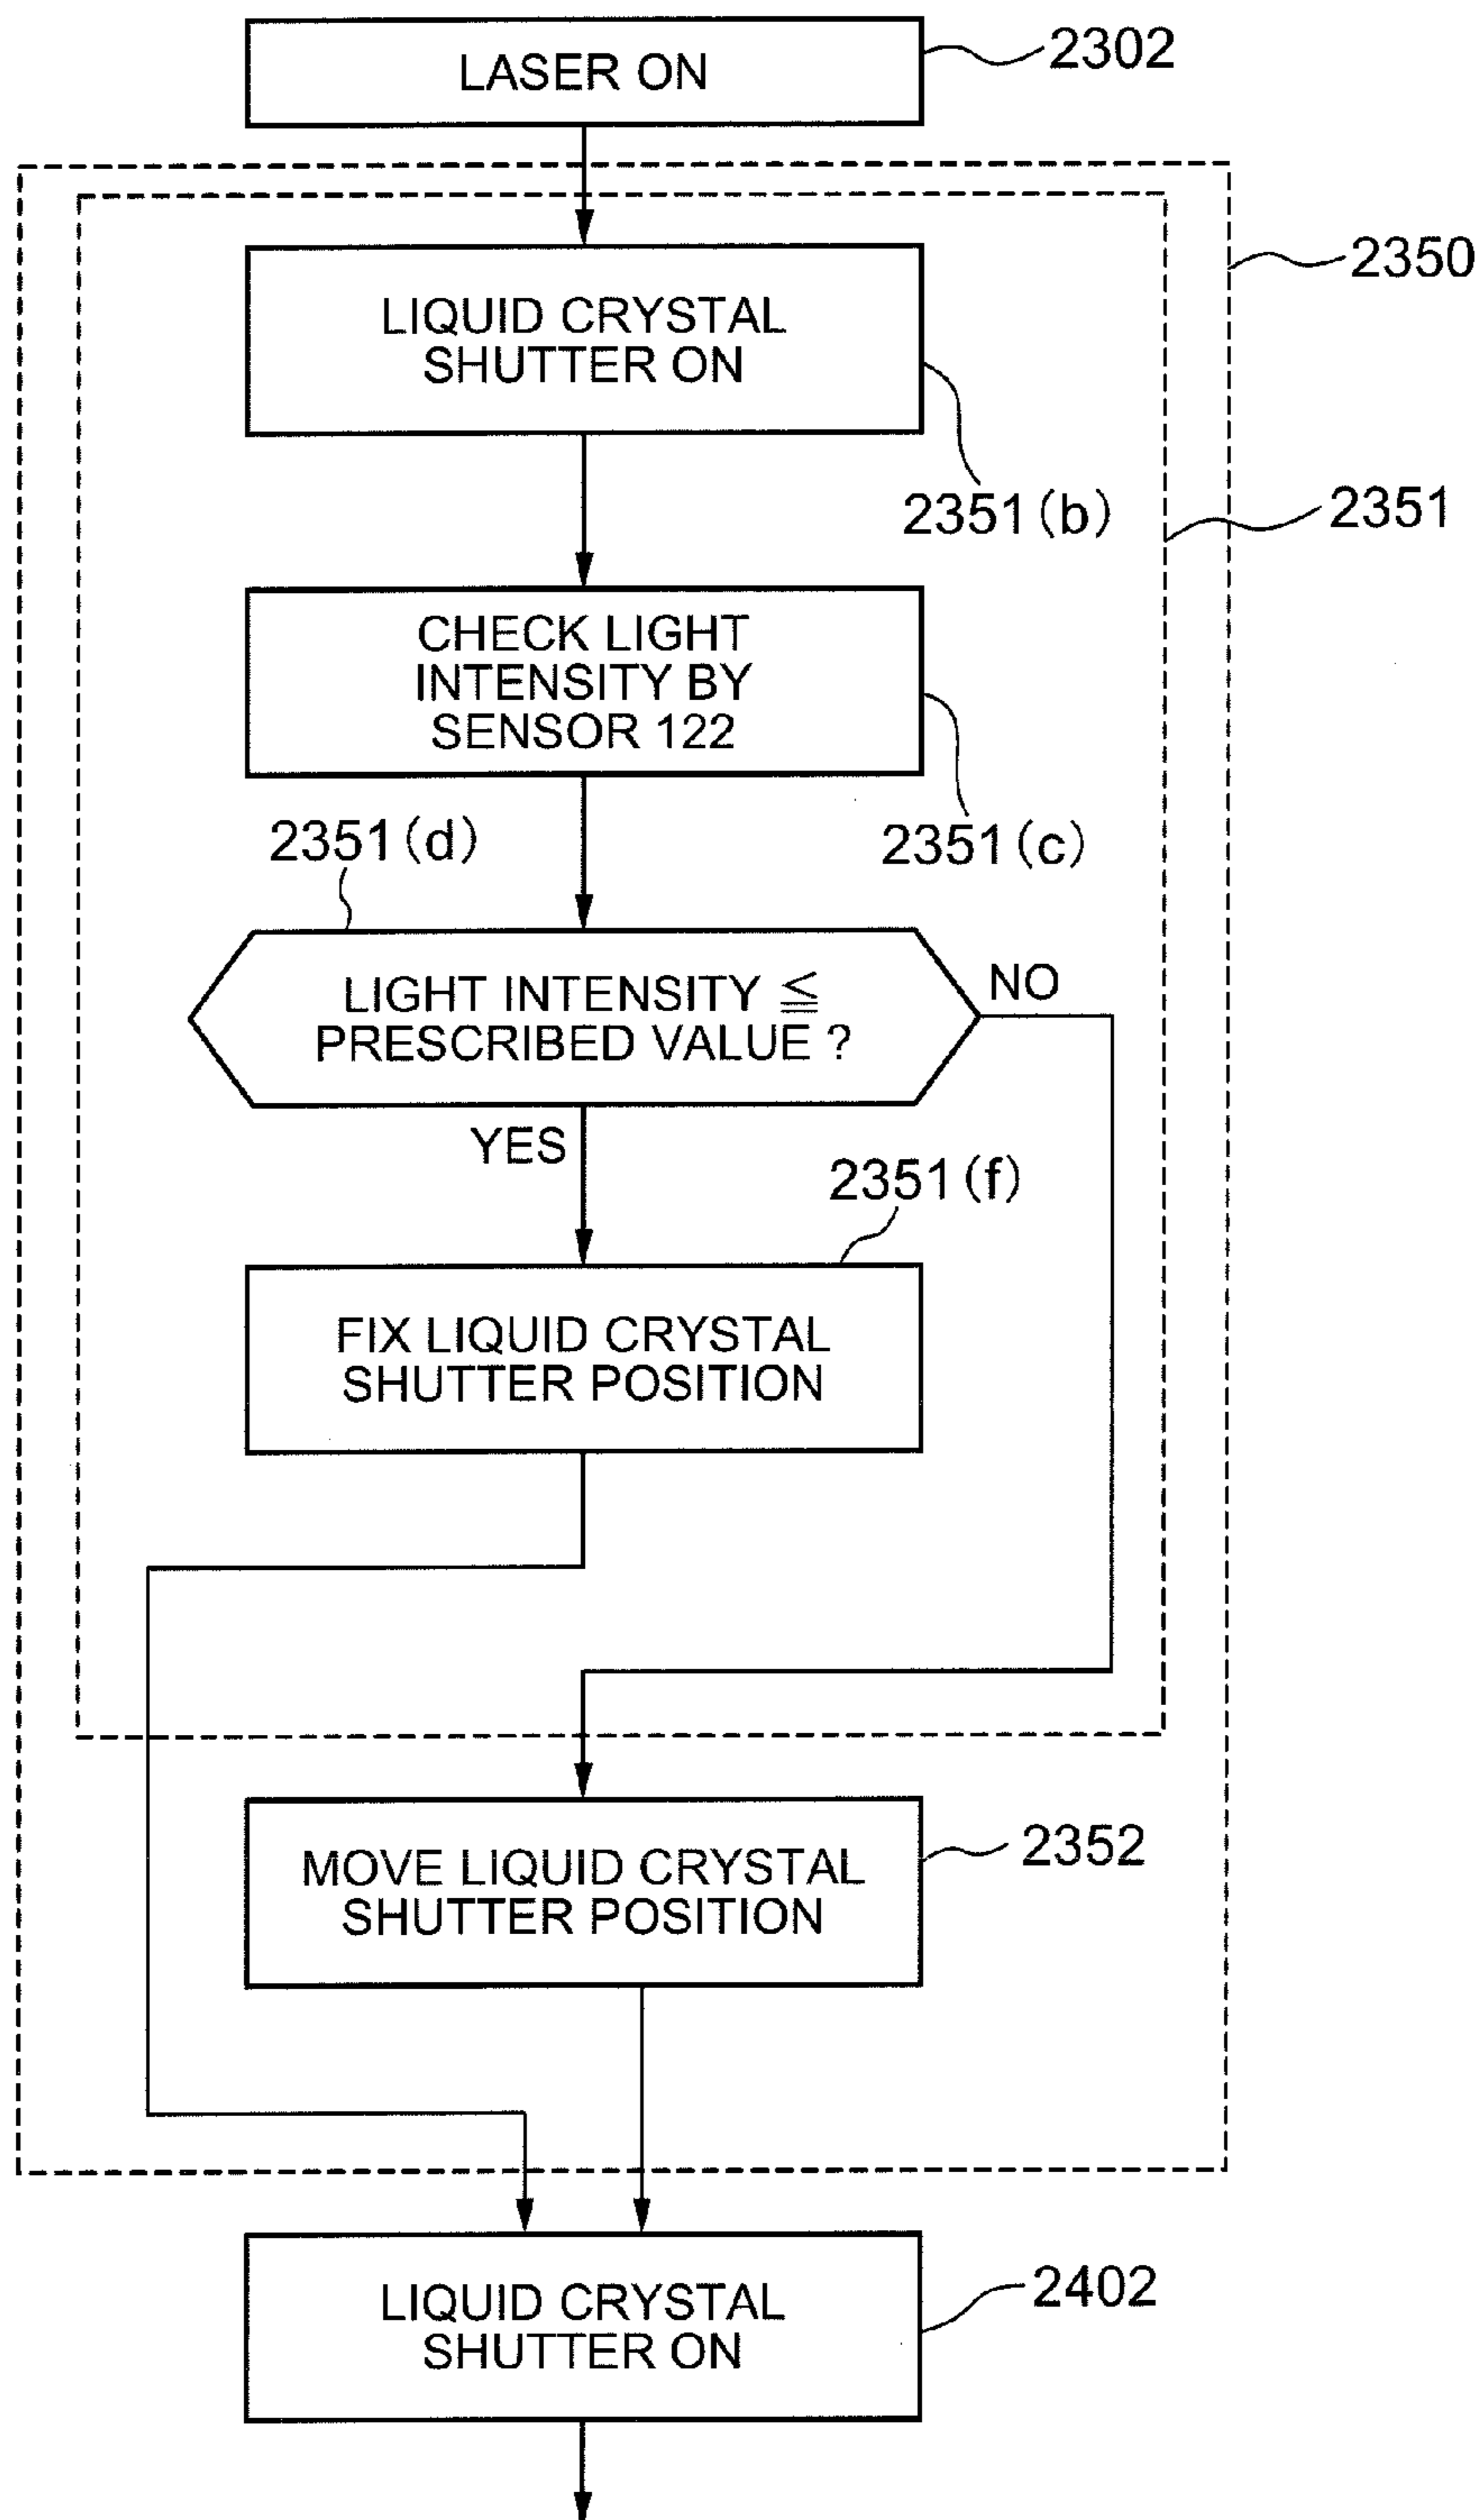 LASER ON
2302
2350
LIQUID CRYSTAL
SHUTTER ON
2351(b)
2351
CHECK LIGHT
INTENSITY BY
SENSOR 122
2351(c)
2351(d)
LIGHT INTENSITY ≦
PRESCRIBED VALUE ?
NO
YES
2351(f)
FIX LIQUID CRYSTAL
SHUTTER POSITION
MOVE LIQUID CRYSTAL
SHUTTER POSITION
2352
LIQUID CRYSTAL
SHUTTER ON
2402